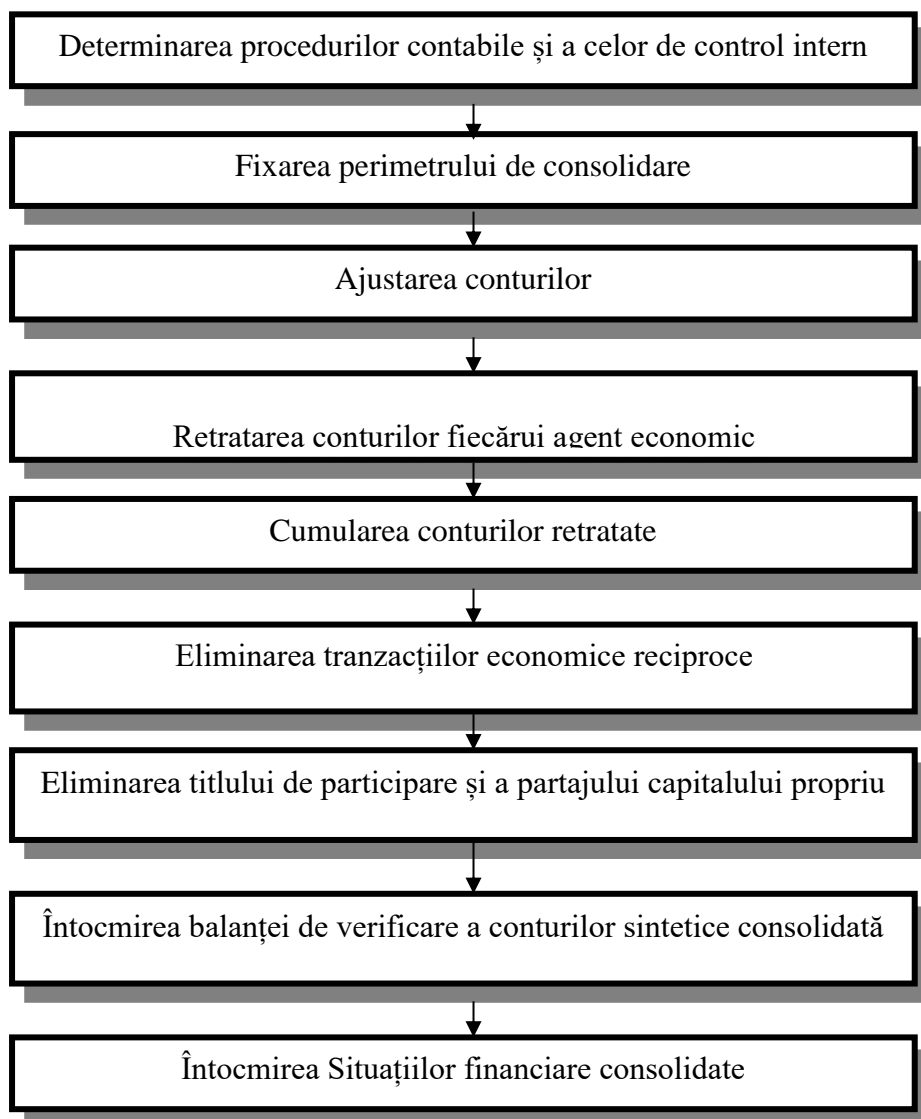 Determinarea procedurilor contabile și a celor de control intern
Fixarea perimetrului de consolidare
Ajustarea conturilor
Retratarea conturilor fiecărui agent economic
Cumularea conturilor retratate
Eliminarea tranzacțiilor economice reciproce
Eliminarea titlului de participare și a partajului capitalului propriu
Întocmirea balanței de verificare a conturilor sintetice consolidată
Întocmirea Situațiilor financiare consolidate